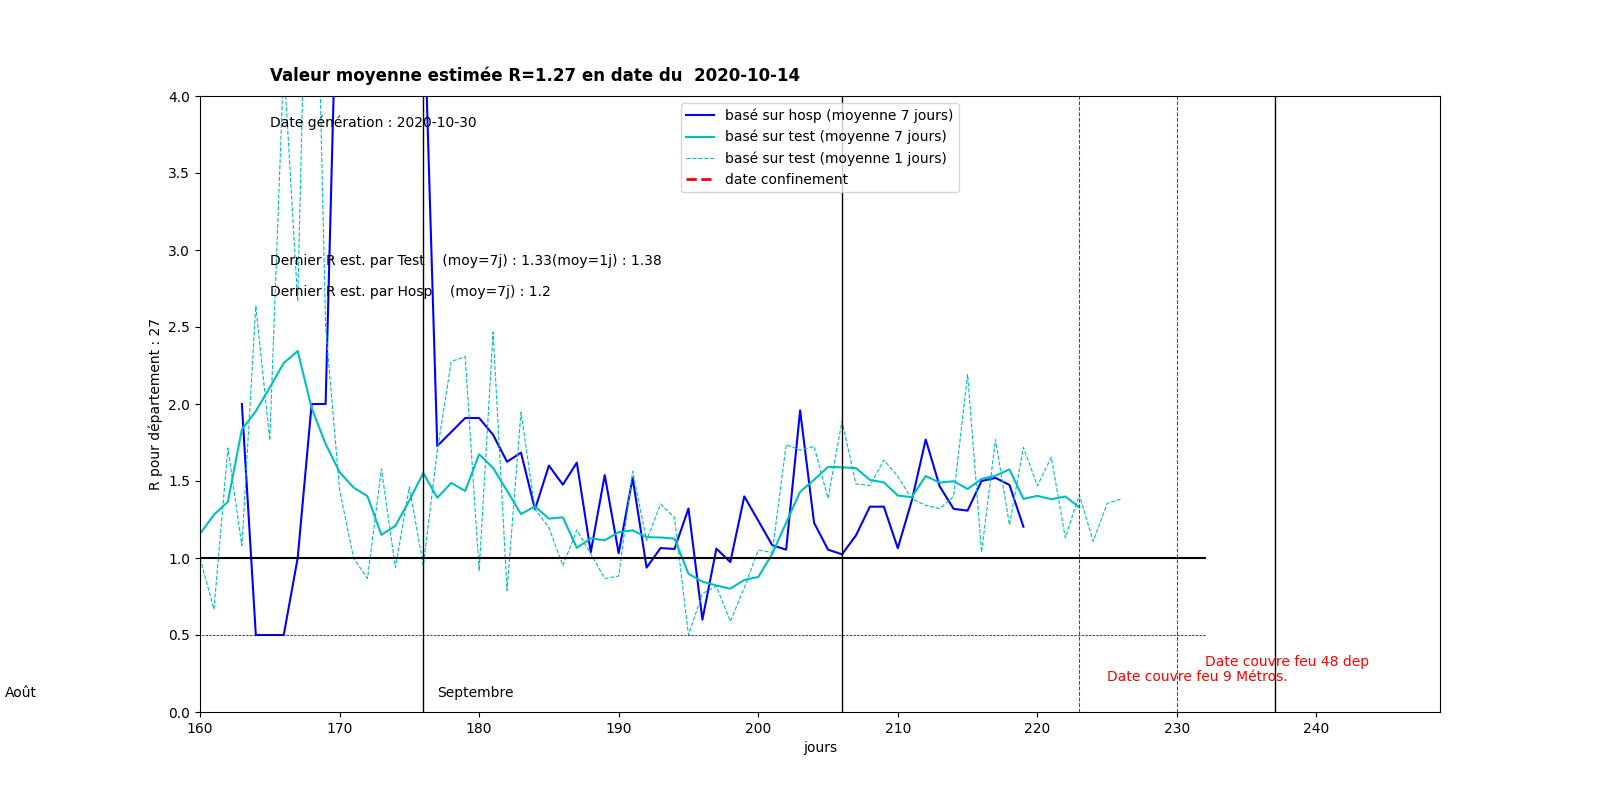 Valeur moyenne estimée R=1.27 en date du  2020-10-14
4.0
Date génération : 2020-10-30
basé sur hosp (moyenne 7 jours)
basé sur test (moyenne 7 jours)
basé sur test (moyenne 1 jours)
date confinement
3.5
3.0
Dernier R est. par Test    (moy=7j) : 1.33(moy=1j) : 1.38
Dernier R est. par Hosp    (moy=7j) : 1.2
2.5
R pour département : 27
2.0
1.5
1.0
0.5
Date couvre feu 48 dep
Date couvre feu 9 Métros.
Août
Septembre
0.0
160 170 180 190 200 210 220 230 240
jours